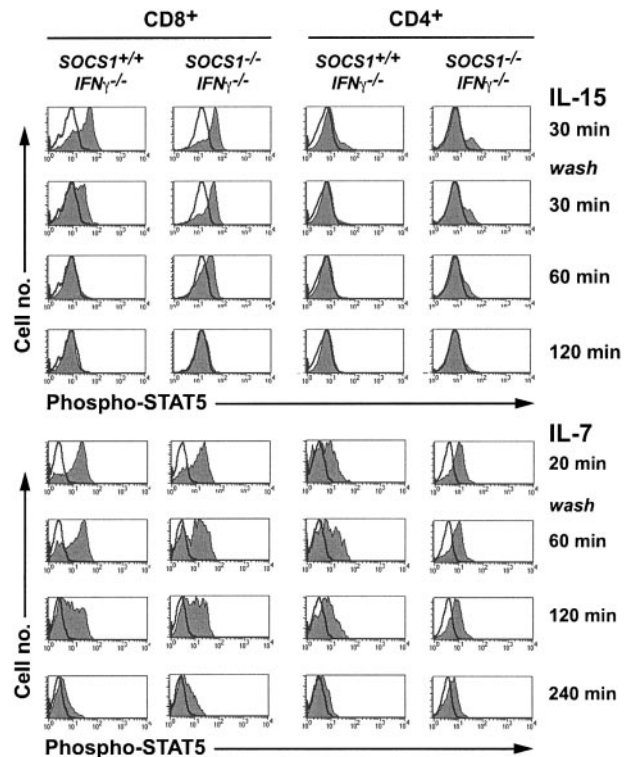 CD8+ CD4+
SOCS1+/+ SOCS1-/- SOCS1+/+ SOCS1-/-
IFNγ-/- IFNγ-/- IFNγ-/- IFNγ-/-
IL-15
30 min
wash
30 min
60 min
120 min
Cell no.
Phospho-STAT5
IL-7
20 min
wash
60 min
120 min
240 min
Cell no.
Phospho-STAT5